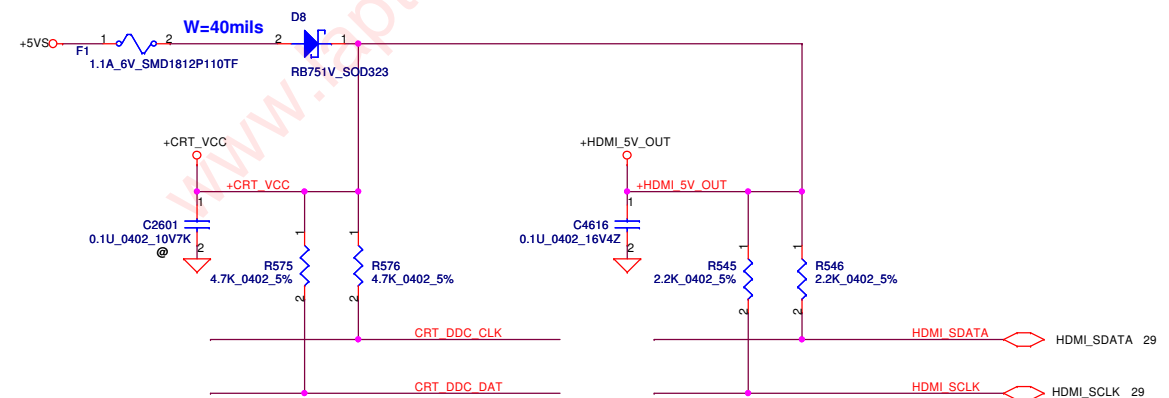 W=40mils
D8
+5VS
F1
1
2
2
1
1.1A_6V_SMD1812P110TF
RB751V_SOD323
+CRT_VCC
+HDMI_5V_OUT
+CRT_VCC
+HDMI_5V_OUT
1
1
C2601
0.1U_0402_10V7K
@
2
C4616
0.1U_0402_16V4Z
2
1
1
R575
4.7K_0402_5%
R576
4.7K_0402_5%
2
2
1
1
R545
2.2K_0402_5%
R546
2.2K_0402_5%
2
2
CRT_DDC_CLK
HDMI_SDATA
HDMI_SDATA 29
CRT_DDC_DAT
HDMI_SCLK
HDMI_SCLK 29
www.lapt